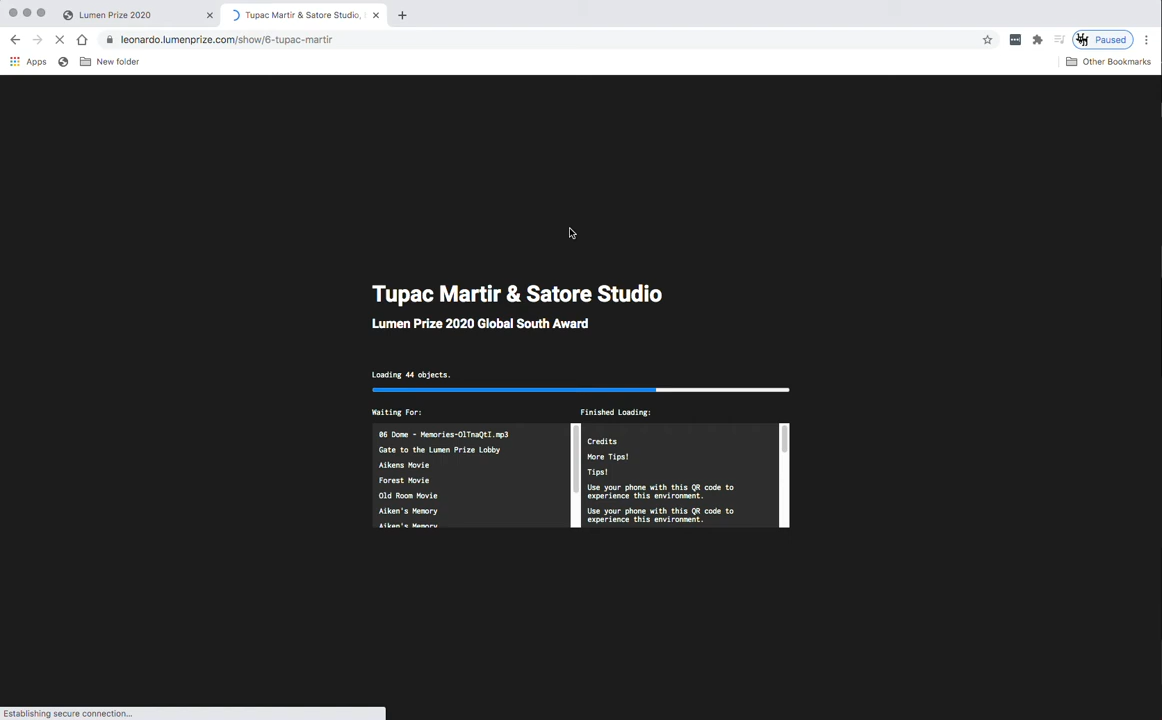 Lumen Prize 2020
Tupac Martir & Satore Studio,
leonardo.lumenprize.com/show/6-tupac-martir
Paused
Apps
New folder
Other Bookmarks
Tupac Martir & Satore Studio
Lumen Prize 2020 Global South Award
Loading 44 objects.
Waiting For:
06 Dome - Memories-OlTnaQtI.mp3
Gate to the Lumen Prize Lobby
Aikens Movie
Forest Movie
Old Room Movie
Aiken's Memory
Aiken's Memory
Finished Loading:
Credits
More Tips!
Tips!
Use your phone with this QR code to
experience this environment.
Use your phone with this QR code to
experience this environment.
Establishing secure connection...